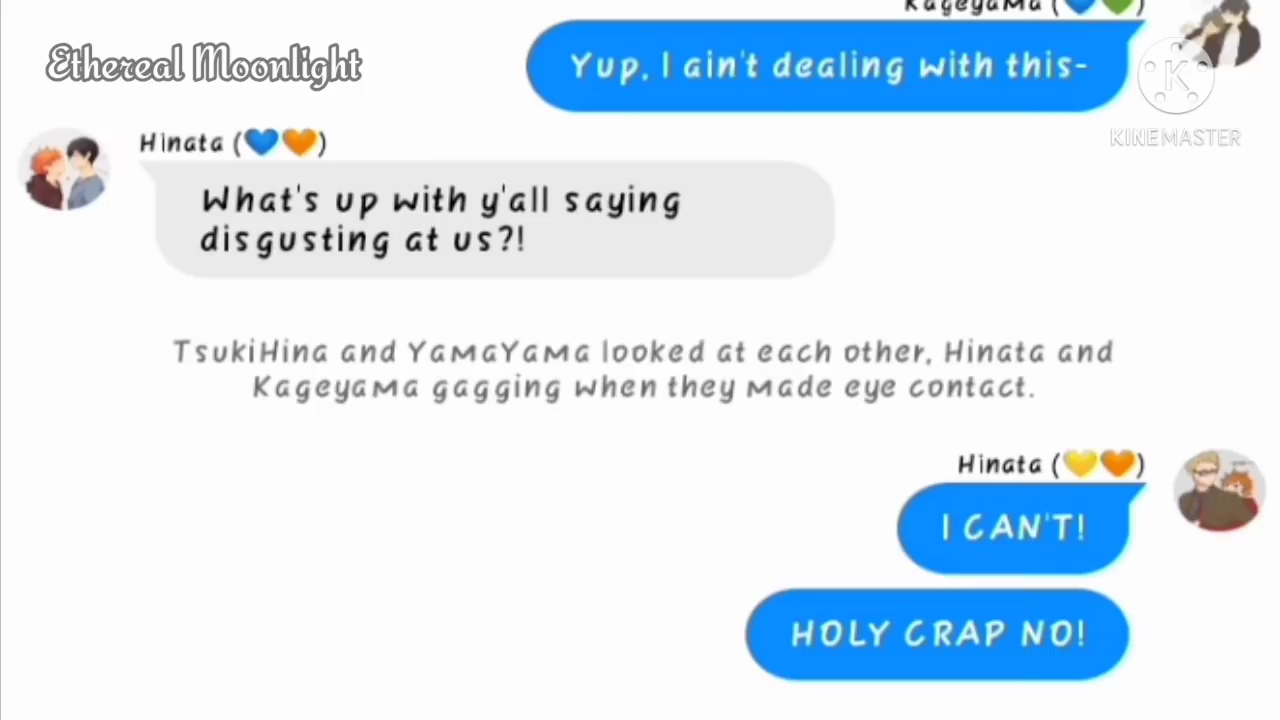 Kageyama (💙💚)
Ethereal Moonlight
Yup, I ain't dealing with this-
KINEMASTER
Hinata (💙🧡)
What's up with y'all saying
disgusting at us?!
TsukiHina and YamaYama looked at each other, Hinata and
Kageyama gagging when they made eye contact.
Hinata (💛🧡)
I CAN'T!
HOLY CRAP NO!